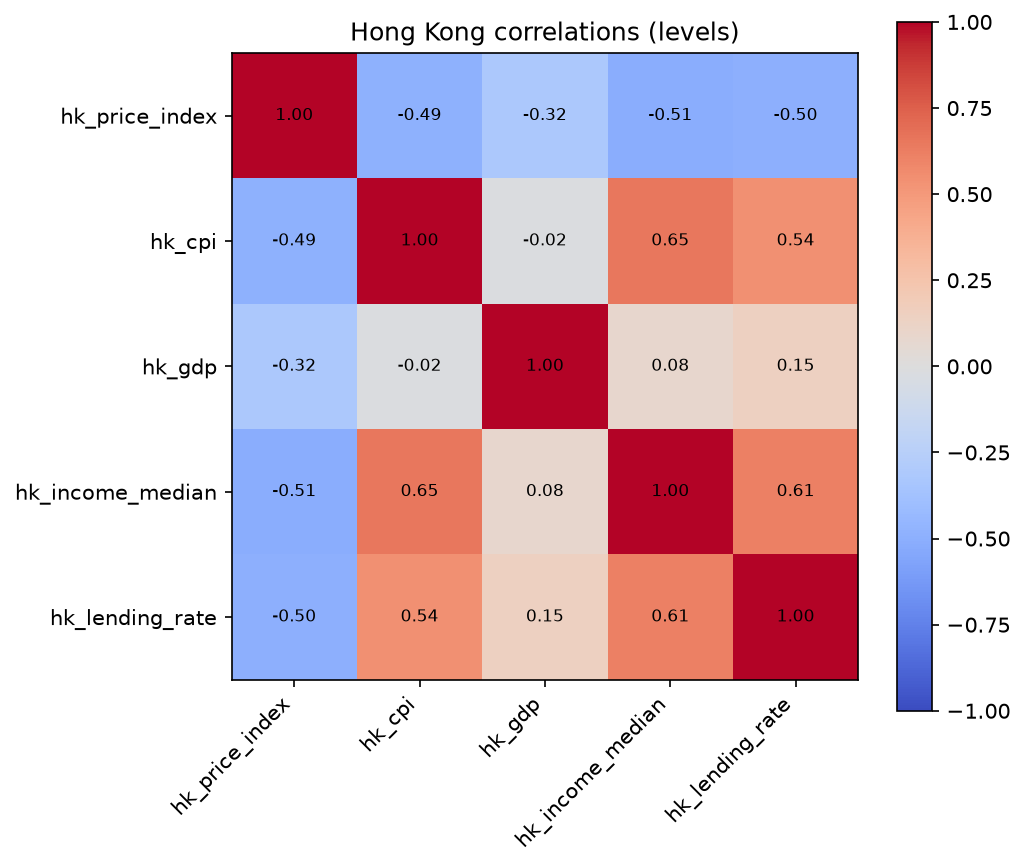 Hong Kong correlations (levels)
hk_price_index 1.00 -0.49 -0.32 -0.51 -0.50
hk_cpi -0.49 1.00 -0.02 0.65 0.54
hk_gdp -0.32 -0.02 1.00 0.08 0.15
hk_income_median -0.51 0.65 0.08 1.00 0.61
hk_lending_rate -0.50 0.54 0.15 0.61 1.00
hk_price_index
hk_cpi
hk_gdp
hk_income_median
hk_lending_rate
1.00
0.75
0.50
0.25
0.00
−0.25
−0.50
−0.75
−1.00